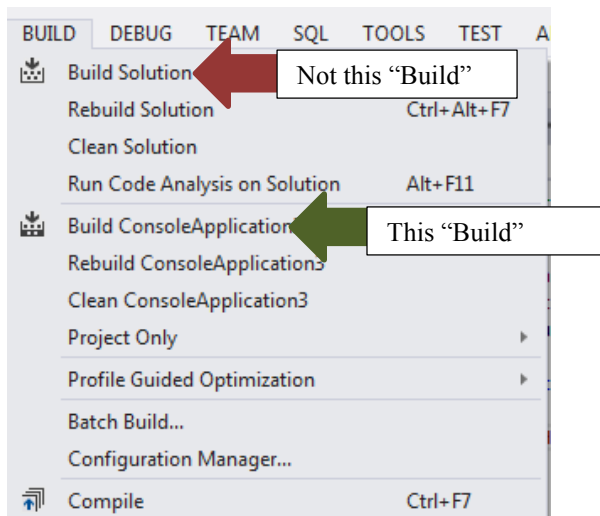 BUILD DEBUG TEAM SQL TOOLS TEST A
Build Solution Not this “Build”
Rebuild Solution Ctrl+Alt+F7
Clean Solution
Run Code Analysis on Solution Alt+F11
Build ConsoleApplication This “Build”
Rebuild ConsoleApplication3
Clean ConsoleApplication3
Project Only
Profile Guided Optimization
Batch Build...
Configuration Manager...
Compile Ctrl+F7